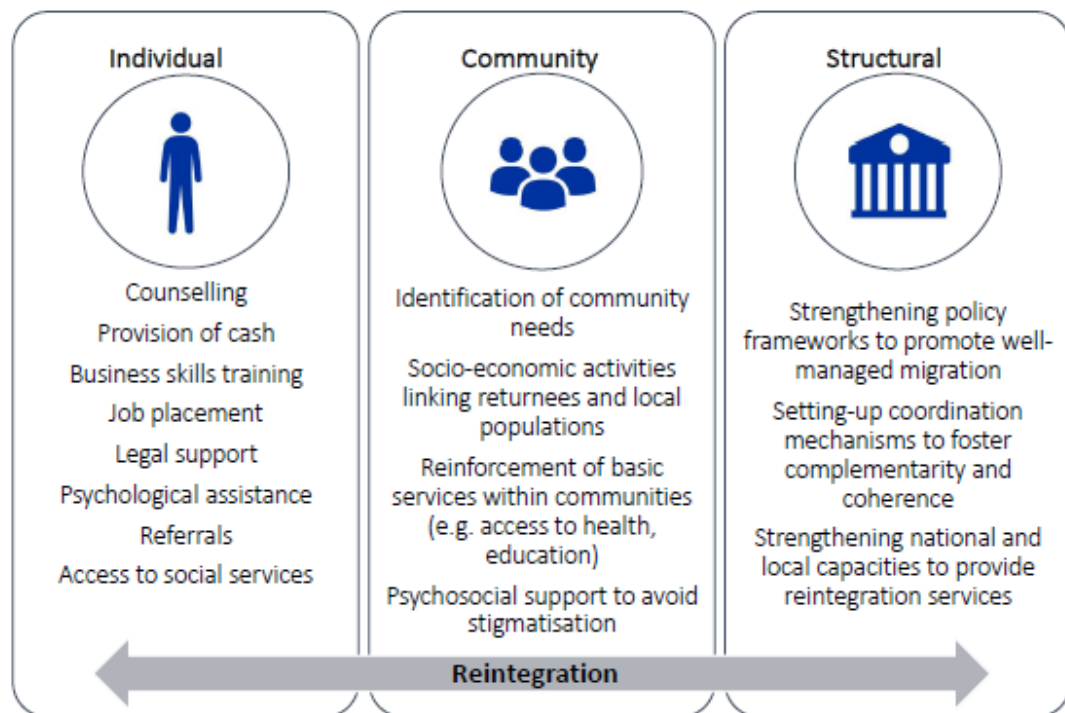 Individual
Counselling
Provision of cash
Business skills training
Job placement
Legal support
Psychological assistance
Referrals
Access to social services
Community
Identification of community
needs
Socio-economic activities
linking returnees and local
populations
Reinforcement of basic
services within communities
(e.g. access to health,
education)
Psychosocial support to avoid
stigmatisation
Structural
Strengthening policy
frameworks to promote well-
managed migration
Setting-up coordination
mechanisms to foster
complementarity and
coherence
Strengthening national and
local capacities to provide
reintegration services
Reintegration